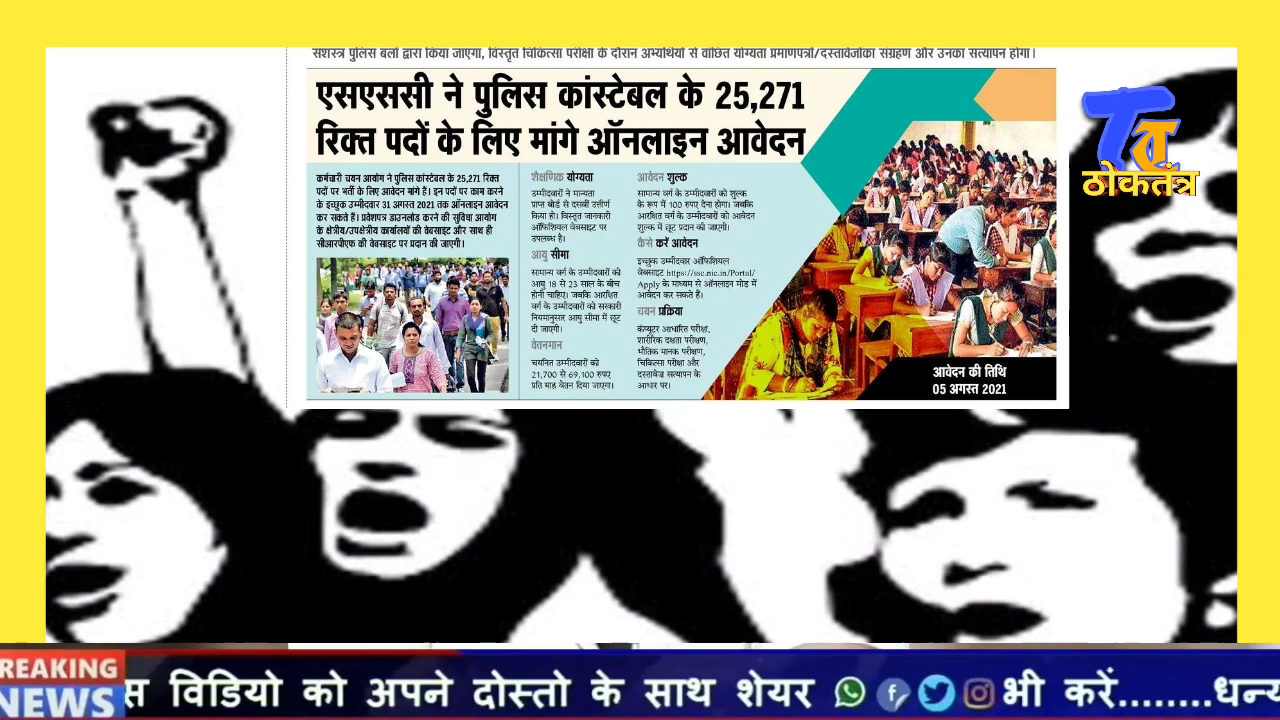 सशस्त्र पुलिस बलों द्वारा किया जाएगा, विस्तृत चिकित्सा परीक्षा के दौरान अभ्यर्थियों से वांछित योग्यता प्रमाणपत्रों/दस्तावेजोंका संग्रहण और उनका सत्यापन होगा।
एसएससी ने पुलिस कांस्टेबल के 25,271
रिक्त पदों के लिए मांगे ऑनलाइन आवेदन
कर्मचारी चयन आयोग ने पुलिस कांस्टेबल के 25,271 रिक्त
पदों पर भर्ती के लिए आवेदन मांगे हैं। इन पदों पर काम करने
के इच्छुक उम्मीदवार 31 अगस्त 2021 तक ऑनलाइन आवेदन
कर सकते हैं। प्रवेशपत्र डाउनलोड करने की सुविधा आयोग
के क्षेत्रीय/उपक्षेत्रीय कार्यालयों की वेबसाइट और साथ ही
सीआरपीएफ की वेबसाइट पर प्रदान की जाएगी।
शैक्षणिक योग्यता
उम्मीदवारों ने मान्यता
प्राप्त बोर्ड से दसवीं उत्तीर्ण
किया हो। विस्तृत जानकारी
ऑफिशियल वेबसाइट पर
उपलब्ध है।
आयु सीमा
सामान्य वर्ग के उम्मीदवारों की
आयु 18 से 23 साल के बीच
होनी चाहिए। जबकि आरक्षित
वर्ग के उम्मीदवारों को सरकारी
नियमानुसार आयु सीमा में छूट
दी जाएगी।
वेतनमान
चयनित उम्मीदवारों को
21,700 से 69,100 रुपए
प्रति माह वेतन दिया जाएगा।
आवेदन शुल्क
सामान्य वर्ग के उम्मीदवारों को शुल्क
के रूप में 100 रुपए देना होगा। जबकि
आरक्षित वर्ग के उम्मीदवारों को आवेदन
शुल्क में छूट प्रदान की जाएगी।
कैसे करें आवेदन
इच्छुक उम्मीदवार ऑफिशियल
वेबसाइट https://ssc.nic.in/Portal/
Apply के माध्यम से ऑनलाइन मोड में
आवेदन कर सकते हैं।
चयन प्रक्रिया
कंप्यूटर आधारित परीक्षा,
शारीरिक दक्षता परीक्षण,
भौतिक मानक परीक्षण,
चिकित्सा परीक्षा और
दस्तावेज सत्यापन के
आधार पर।
आवेदन की तिथि
05 अगस्त 2021
ठोकतंत्र
REAKING
NEWS
स विडियो को अपने दोस्तो के साथ शेयर भी करें........धन्य